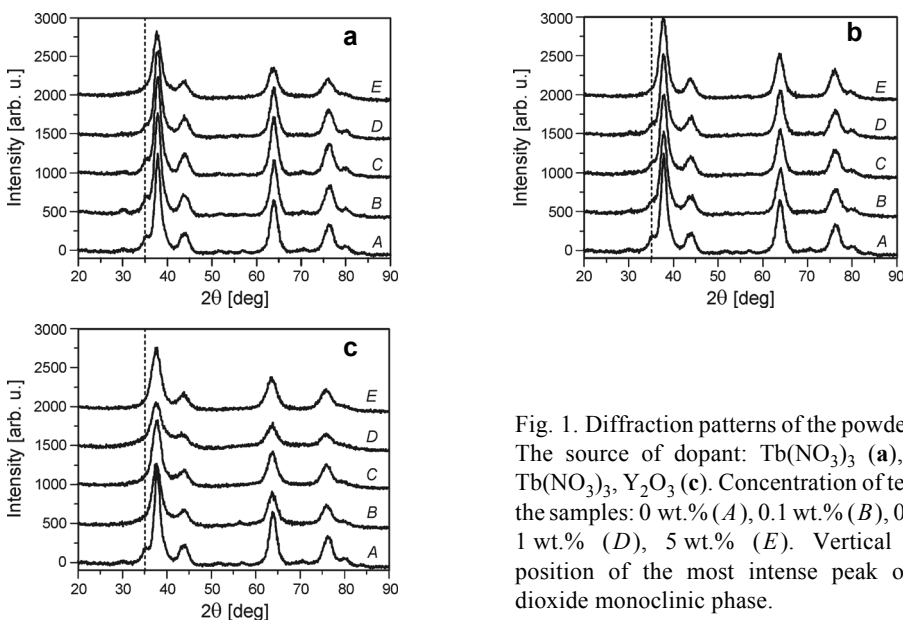 3000
2500
2000
1500
1000
500
0
Intensity [arb. u.]
a
E
D
C
B
A
20 30 40 50 60 70 80 90
2θ [deg]
3000
2500
2000
1500
1000
500
0
Intensity [arb. u.]
b
E
D
C
B
A
20 30 40 50 60 70 80 90
2θ [deg]
3000
2500
2000
1500
1000
500
0
Intensity [arb. u.]
c
E
D
C
B
A
20 30 40 50 60 70 80 90
2θ [deg]
Fig. 1. Diffraction patterns of the powde
The source of dopant: Tb(NO₃)₃ (a),
Tb(NO₃)₃, Y₂O₃ (c). Concentration of te
the samples: 0 wt.% (A), 0.1 wt.% (B), 0
1 wt.% (D), 5 wt.% (E). Vertical
position of the most intense peak o
dioxide monoclinic phase.